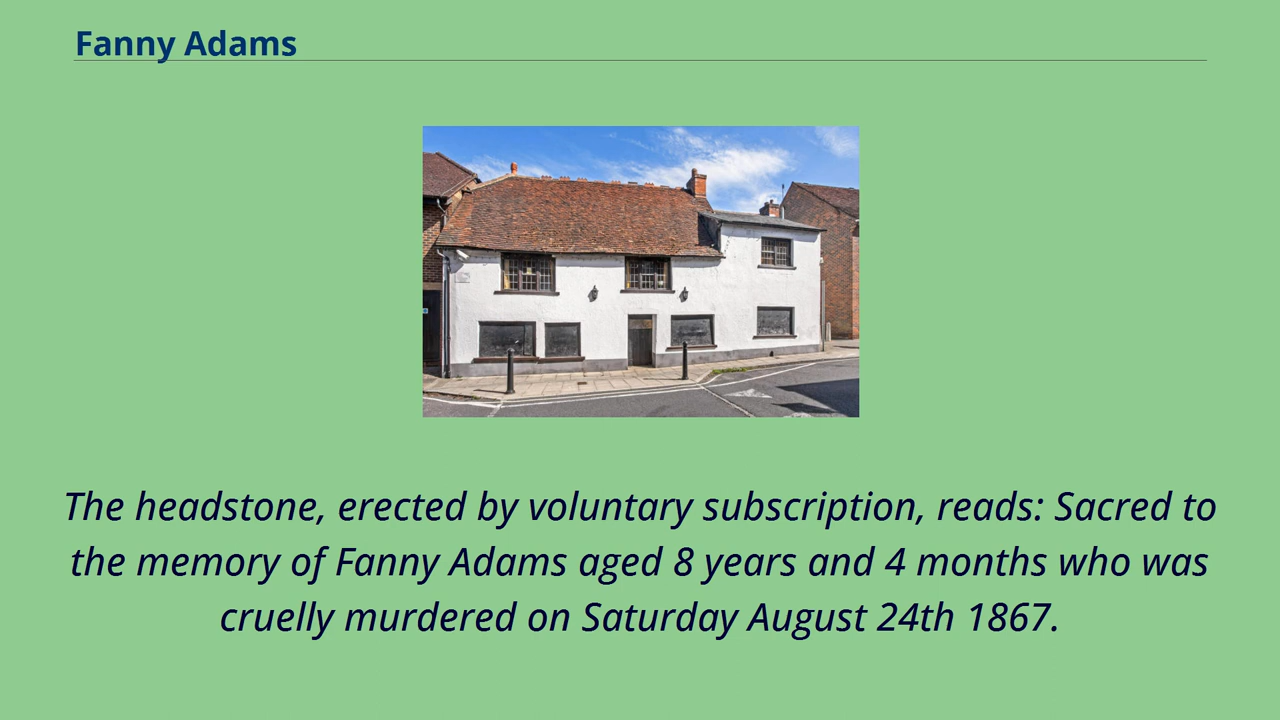 Fanny Adams
The headstone, erected by voluntary subscription, reads: Sacred to
the memory of Fanny Adams aged 8 years and 4 months who was
cruelly murdered on Saturday August 24th 1867.